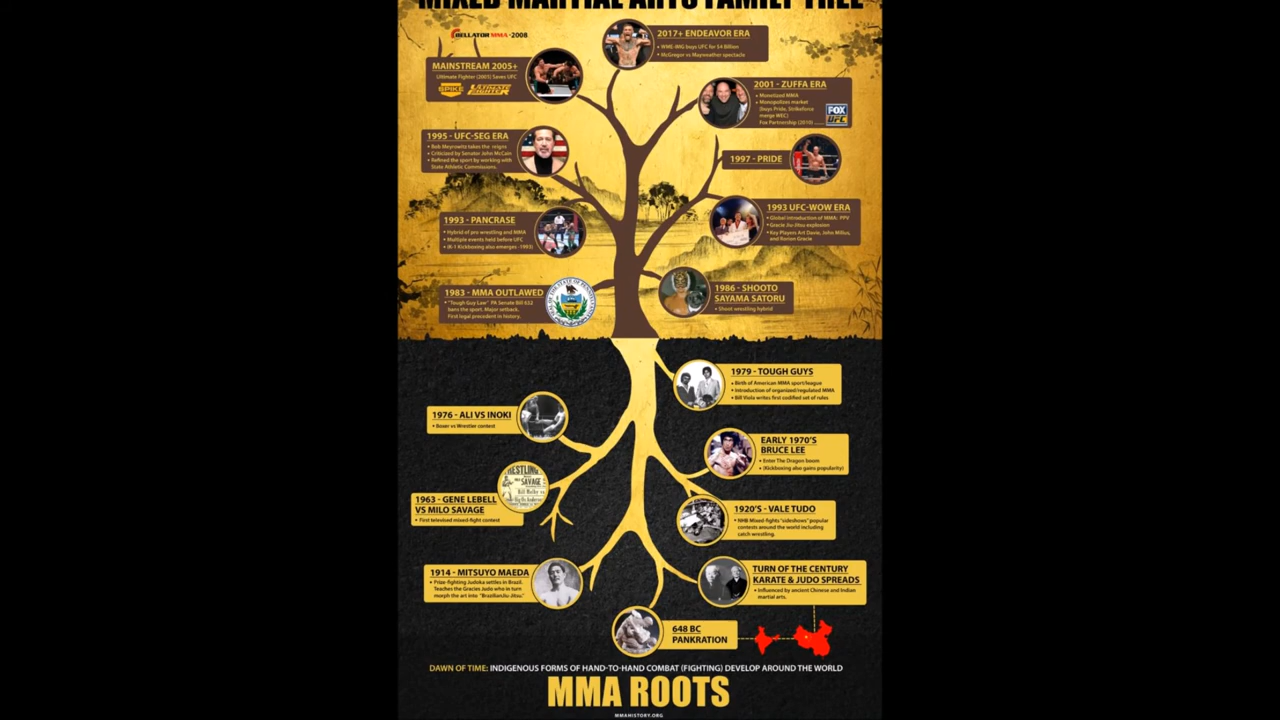 MIXED MARTIAL ARTS FAMILY TREE
BELLATOR MMA -2008
2017+ ENDEAVOR ERA
• WME-IMG buys UFC for $4 Billion
• McGregor vs Mayweather spectacle
MAINSTREAM 2005+
Ultimate Fighter (2005) Saves UFC
SPIKE
ULTIMATE FIGHTER
2001 - ZUFFA ERA
• Monetized MMA
• Monopolizes market
(buys Pride, Strikeforce
merge WEC)
Fox Partnership (2010) .....
FOX
UFC
1995 - UFC-SEG ERA
• Bob Meyrowitz takes the reigns
• Criticized by Senator John McCain
• Refined the sport by working with
State Athletic Commissions.
1997 - PRIDE
1993 - PANCRASE
• Hybrid of pro wrestling and MMA
• Multiple events held before UFC
• (K-1 Kickboxing also emerges -1993)
1993 UFC-WOW ERA
• Global introduction of MMA: PPV
• Gracie Jiu-Jitsu explosion
• Key Players Art Davie, John Milius,
and Rorion Gracie
1983 - MMA OUTLAWED
• "Tough Guy Law" PA Senate Bill 632
bans the sport. Major setback.
First legal precedent in history.
1986 - SHOOTO
SAYAMA SATORU
• Shoot wrestling hybrid
1979 - TOUGH GUYS
• Birth of American MMA sport/league
• Introduction of organized/regulated MMA
• Bill Viola writes first codified set of rules
1976 - ALI VS INOKI
• Boxer vs Wrestler contest
EARLY 1970'S
BRUCE LEE
• Enter The Dragon boom
• (Kickboxing also gains popularity)
WRESTLING
SAVAGE
1963 - GENE LEBELL
VS MILO SAVAGE
• First televised mixed-fight contest
1920'S - VALE TUDO
• NHB Mixed-fights "sideshows" popular
contests around the world including
catch wrestling.
1914 - MITSUYO MAEDA
• Prize-fighting Judoka settles in Brazil.
Teaches the Gracies Judo who in turn
morph the art into "BrazilianJiu-Jitsu."
TURN OF THE CENTURY
KARATE & JUDO SPREADS
• Influenced by ancient Chinese and Indian
martial arts.
648 BC
PANKRATION
DAWN OF TIME: INDIGENOUS FORMS OF HAND-TO-HAND COMBAT (FIGHTING) DEVELOP AROUND THE WORLD
MMA ROOTS
MMAHISTORY.ORG